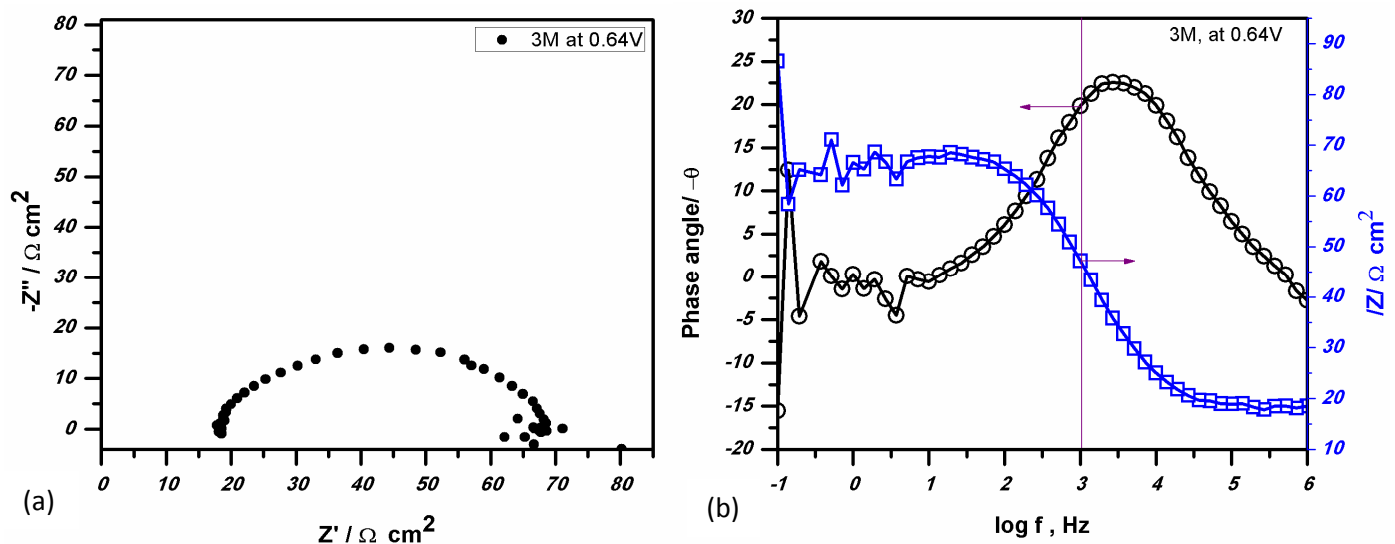 3M at 0.64V
80
70
60
50
40
30
20
10
0
-Z'' / Ω cm2
0 10 20 30 40 50 60 70 80
Z' / Ω cm2
(a)
3M, at 0.64V
30
25
20
15
10
5
0
-5
-10
-15
-20
Phase angle/ −θ
90
80
70
60
50
40
30
20
10
/Z/ Ω cm2
-1 0 1 2 3 4 5 6
log f , Hz
(b)